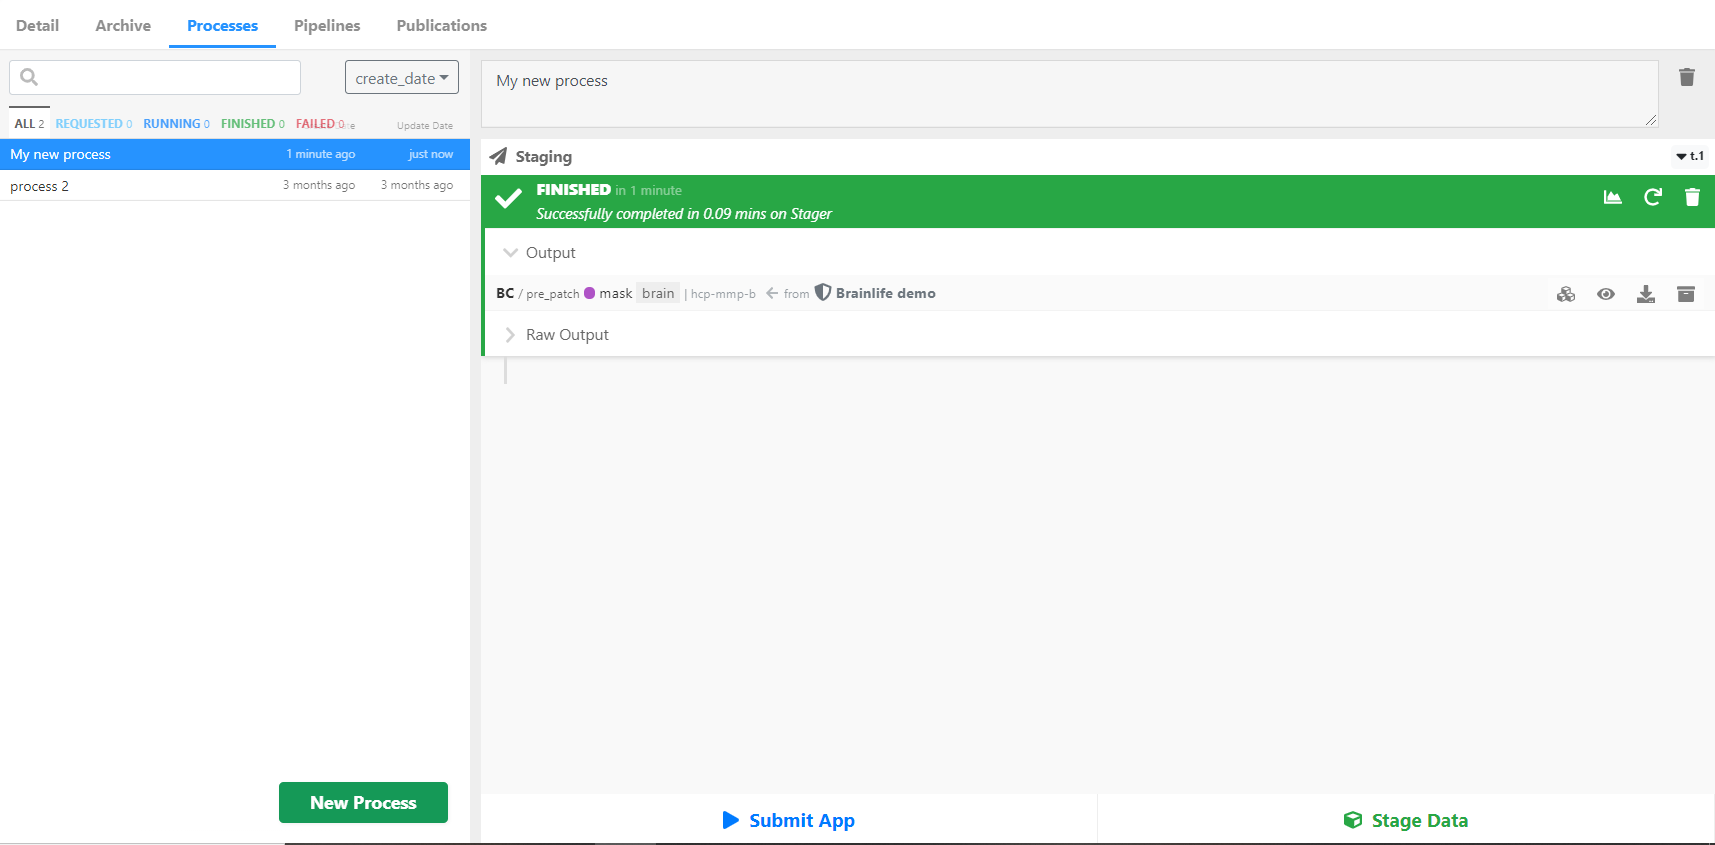 Detail Archive Processes Pipelines Publications
create_date
My new process
ALL 2 REQUESTED 0 RUNNING 0 FINISHED 0 FAILED 0 Update Date
My new process 1 minute ago just now
process 2 3 months ago 3 months ago
Staging t.1
FINISHED in 1 minute
Successfully completed in 0.09 mins on Stager
Output
BC / pre_patch mask brain | hcp-mmp-b from Brainlife demo
Raw Output
New Process
Submit App Stage Data